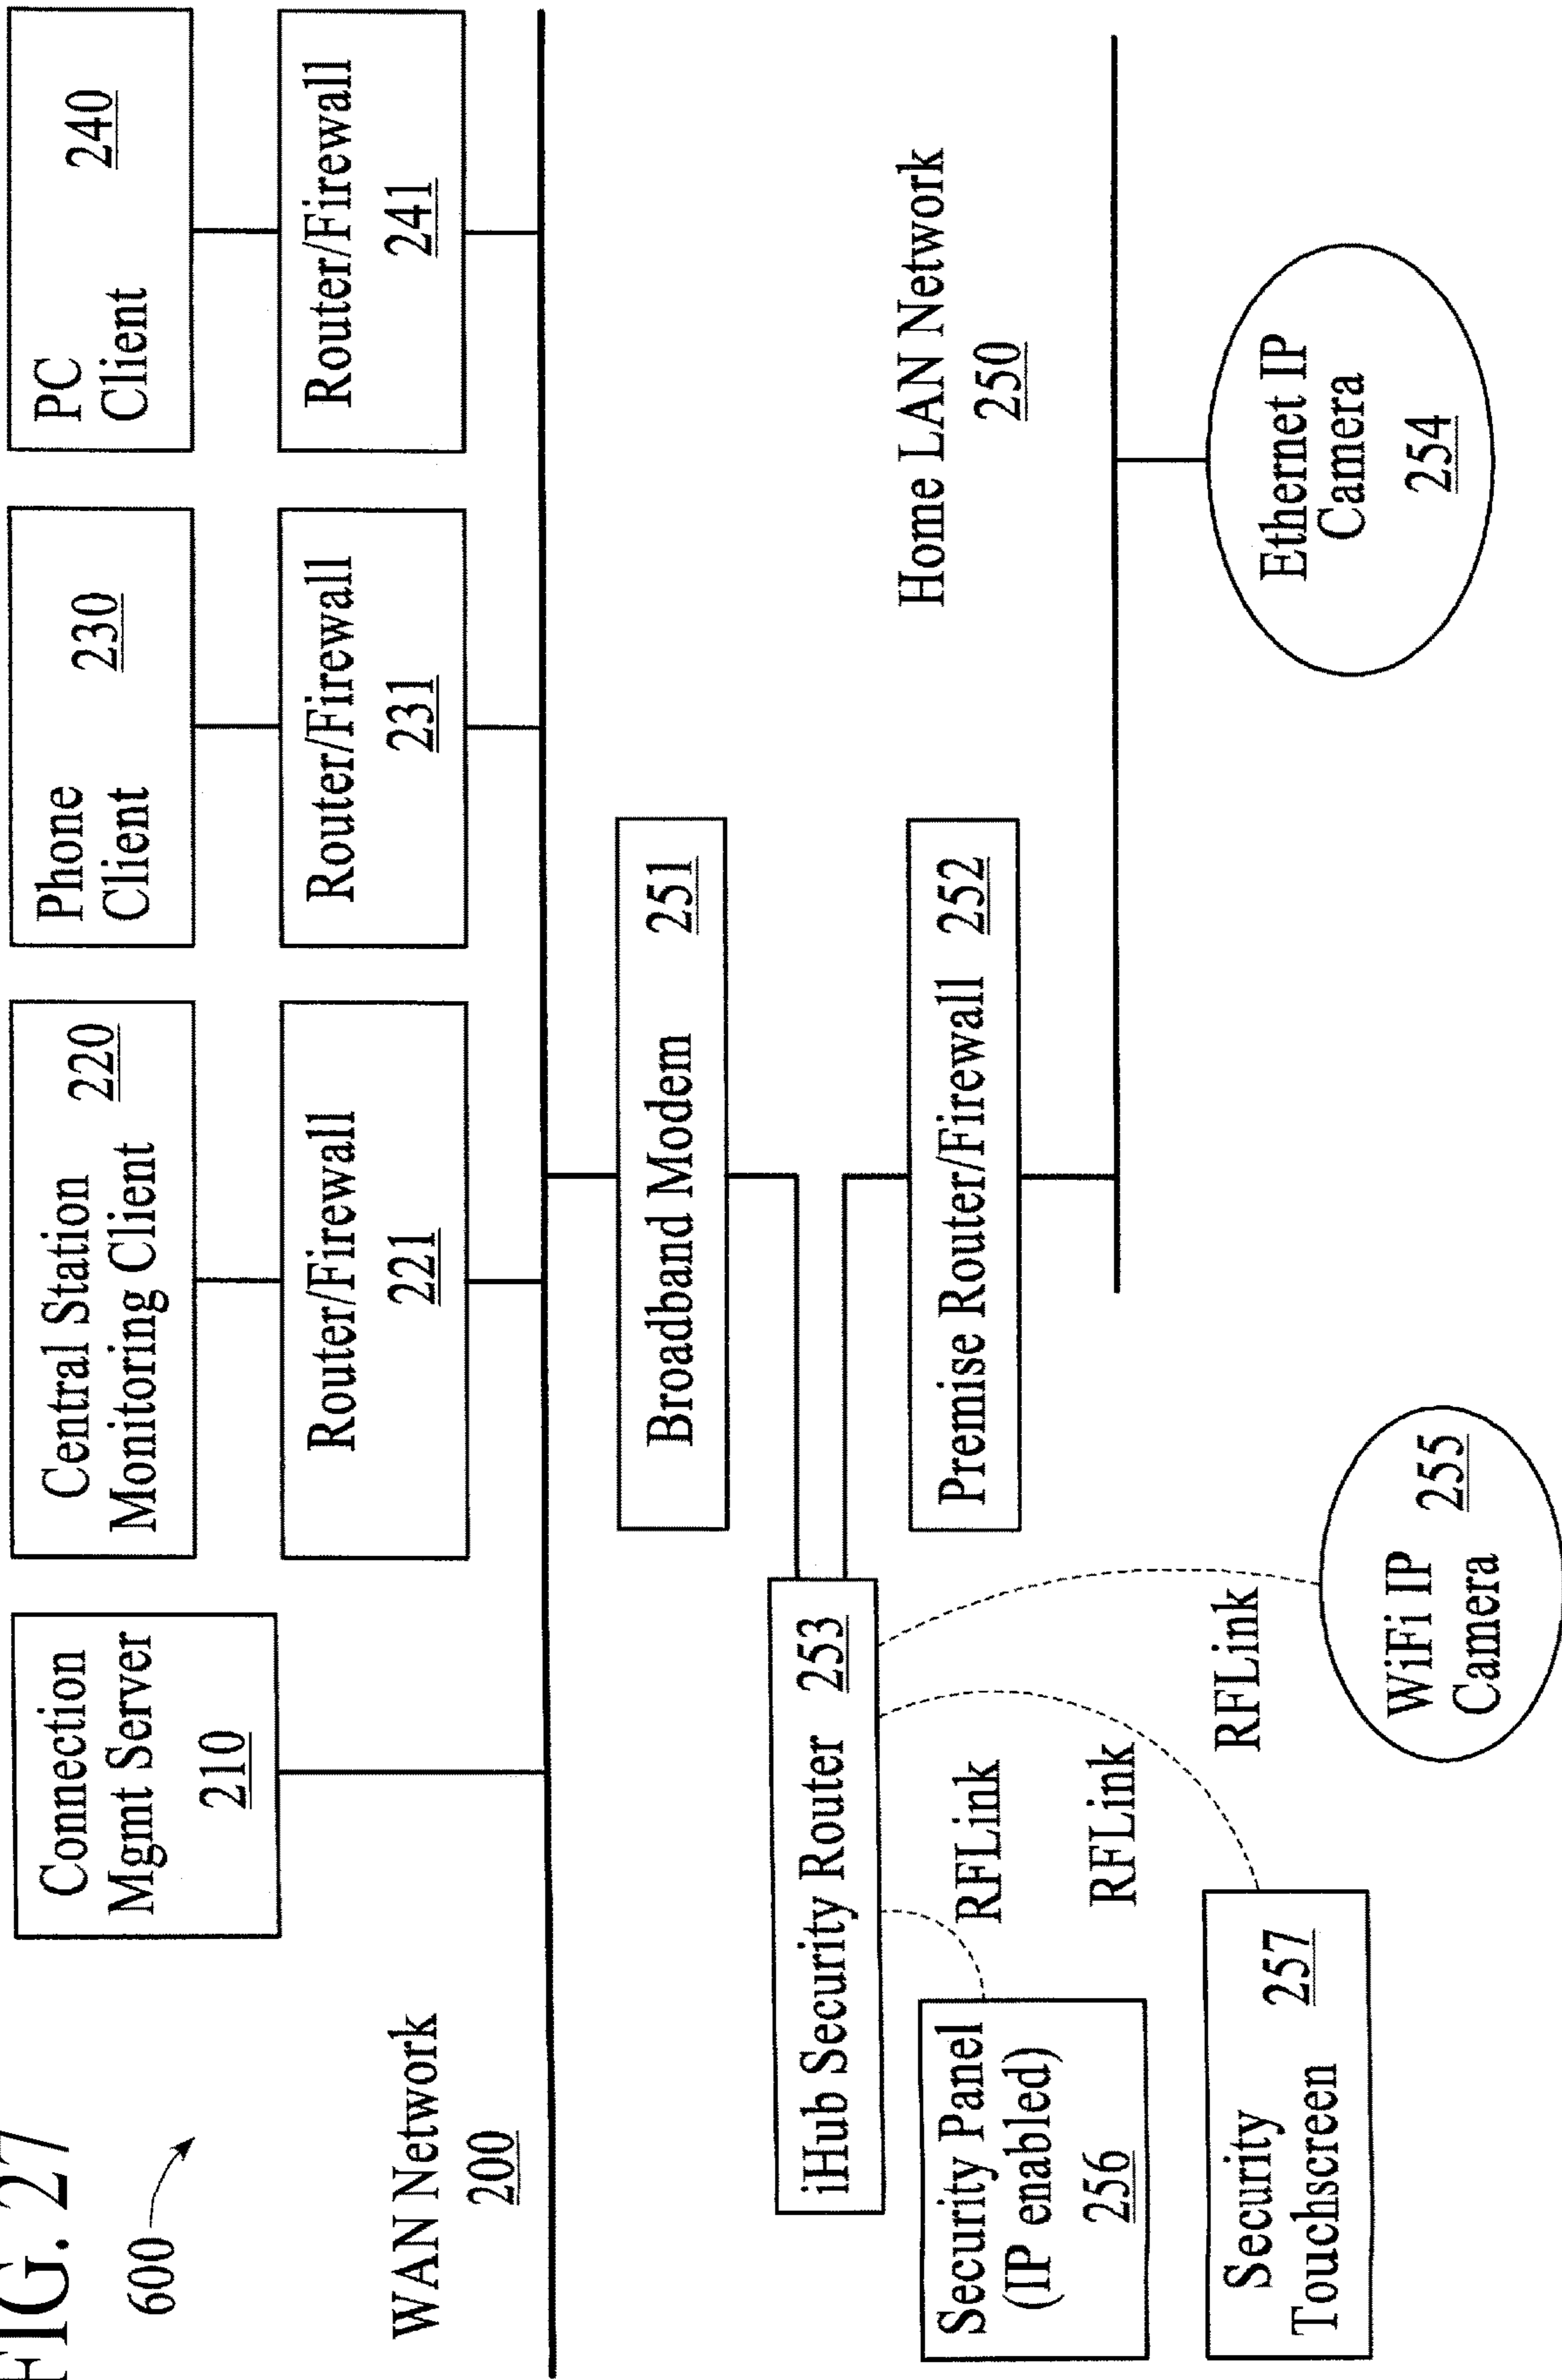 FIG. 27
600
Connection
Mgmt Server
210
Central Station
Monitoring Client
220
Phone
Client
230
PC
Client
240
Router/Firewall
221
Router/Firewall
231
Router/Firewall
241
WAN Network
200
Broadband Modem 251
iHub Security Router 253
Premise Router/Firewall 252
Home LAN Network
250
Security Panel
(IP enabled)
256
RFLink
RFLink
RFLink
Security
Touchscreen
257
WiFi IP
Camera
255
Ethernet IP
Camera
254